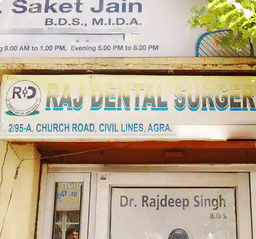 . Saket Jain
B.D.S., M.I.D.A.
g 9.00 AM to 1.00 PM, Evening 5.00 PM to 8.00 PM
RD
RAJ DENTAL SURGER
2/95-A, CHURCH ROAD, CIVIL LINES, AGRA,
Dr. Rajdeep Singh
B.D.S